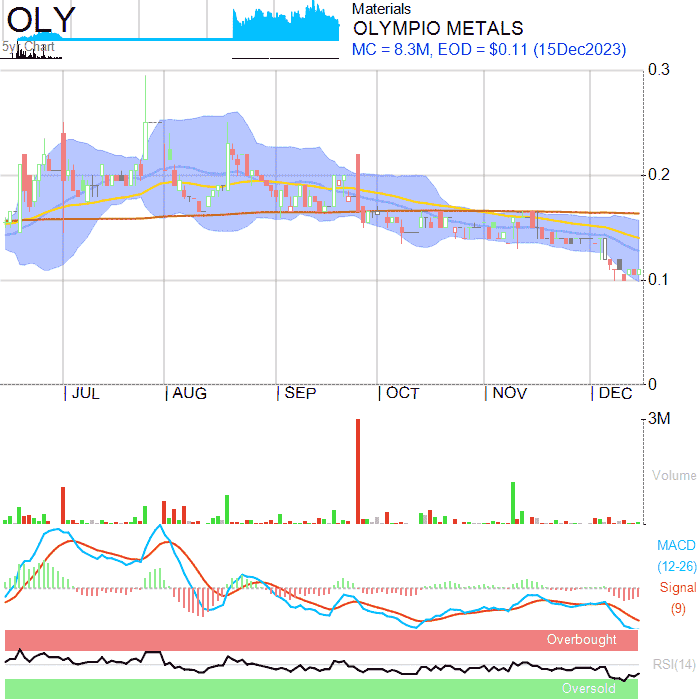 OLY
5yr Chart
Materials
OLYMPIO METALS
MC = 8.3M, EOD = $0.11 (15Dec2023)
0.3
0.2
0.1
0
JUL AUG SEP OCT NOV DEC
3M
Volume
MACD
(12-26)
Signal
(9)
Overbought
RSI(14)
Oversold